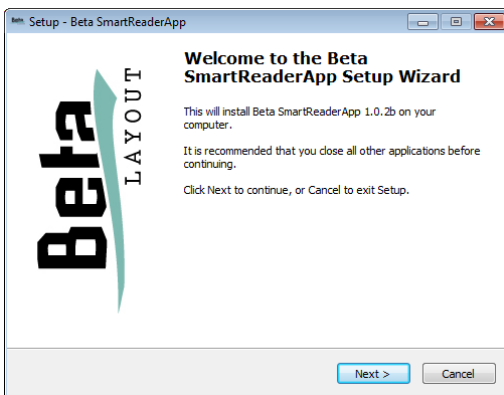 Beta Setup - Beta SmartReaderApp
Beta
LAYOUT
Welcome to the Beta
SmartReaderApp Setup Wizard
This will install Beta SmartReaderApp 1.0.2b on your
computer.
It is recommended that you close all other applications before
continuing.
Click Next to continue, or Cancel to exit Setup.
Next >
Cancel